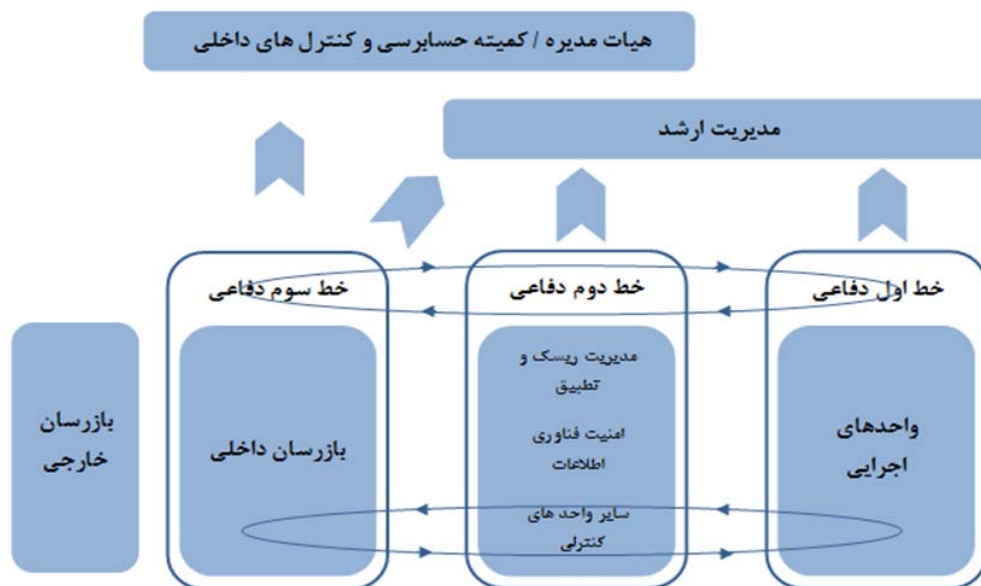 هیات مدیره / کمیته حسابرسی و کنترل های داخلی
مدیریت ارشد
خط اول دفاعی
واحدهای
اجرایی
خط دوم دفاعی
مدیریت ریسک و
تطبیق
امنیت فناوری
اطلاعات
سایر واحد های
کنترلی
خط سوم دفاعی
بازرسان داخلی
بازرسان
خارجی